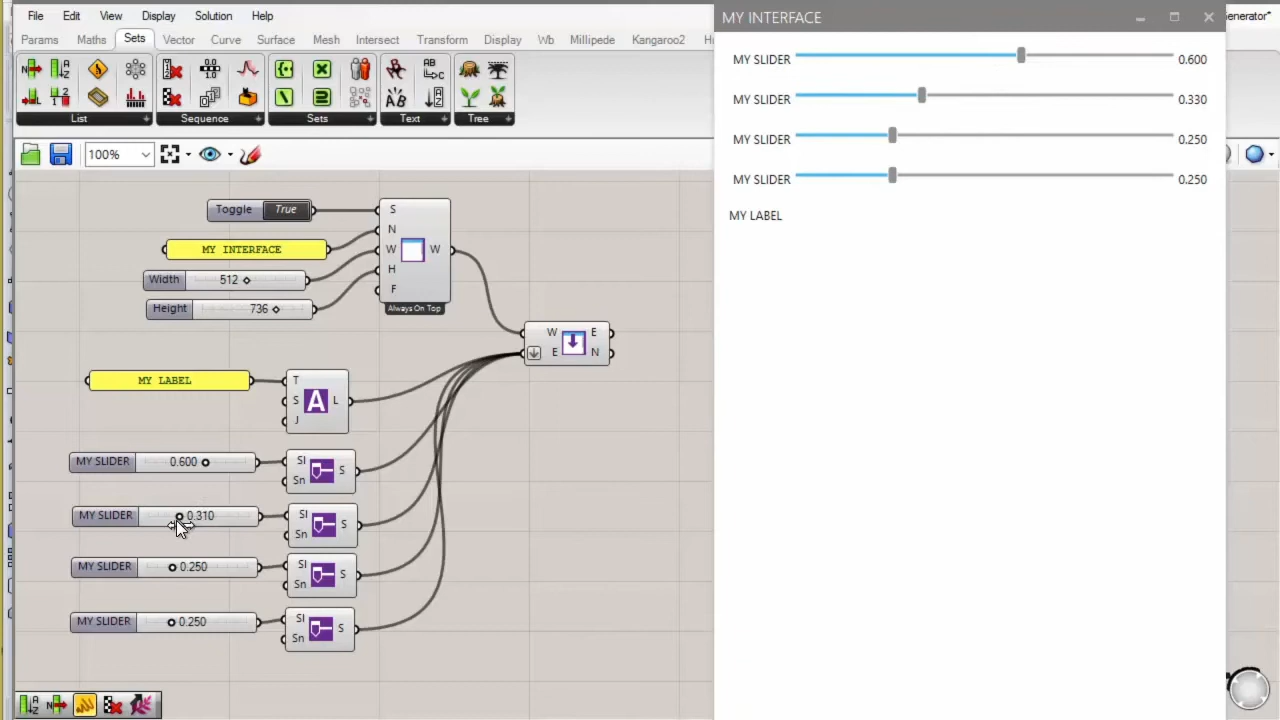 File Edit View Display Solution Help
Params Maths Sets Vector Curve Surface Mesh Intersect Transform Display Wb Millipede Kangaroo2
List Sequence Sets Text Tree
100%
Toggle True
MY INTERFACE
Width 512
Height 736
S
N
W W
H
F
Always On Top
W E
E N
MY LABEL
T
S A L
J
MY SLIDER 0.600
SI S
Sn
MY SLIDER 0.310
SI S
Sn
MY SLIDER 0.250
SI S
Sn
MY SLIDER 0.250
SI S
Sn
MY INTERFACE
MY SLIDER 0.600
MY SLIDER 0.330
MY SLIDER 0.250
MY SLIDER 0.250
MY LABEL